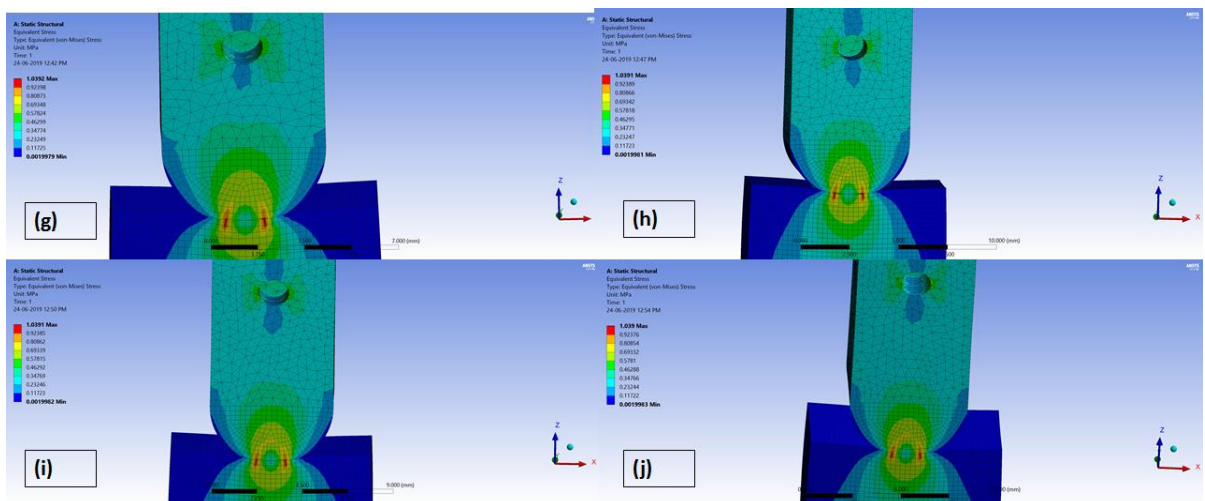 A: Static Structural
Equivalent Stress
Type: Equivalent (von-Mises) Stress
Unit: MPa
Time: 1
24-06-2019 12:42 PM
1.0392 Max
0.92398
0.80873
0.69348
0.57824
0.46299
0.34774
0.23249
0.11725
0.0019979 Min
ANSYS
Z
X
(g)
7.000 (mm)
A: Static Structural
Equivalent Stress
Type: Equivalent (von-Mises) Stress
Unit: MPa
Time: 1
24-06-2019 12:47 PM
1.0391 Max
0.92389
0.80866
0.69342
0.57818
0.46295
0.34771
0.23247
0.11723
0.0019981 Min
ANSYS
Z
X
(h)
10.000 (mm)
A: Static Structural
Equivalent Stress
Type: Equivalent (von-Mises) Stress
Unit: MPa
Time: 1
24-06-2019 12:50 PM
1.0391 Max
0.92385
0.80862
0.69339
0.57815
0.46292
0.34769
0.23246
0.11723
0.0019982 Min
ANSYS
Z
X
(i)
9.000 (mm)
A: Static Structural
Equivalent Stress
Type: Equivalent (von-Mises) Stress
Unit: MPa
Time: 1
24-06-2019 12:54 PM
1.039 Max
0.92376
0.80854
0.69332
0.5781
0.46288
0.34766
0.23244
0.11722
0.0019983 Min
ANSYS
Z
X
(j)